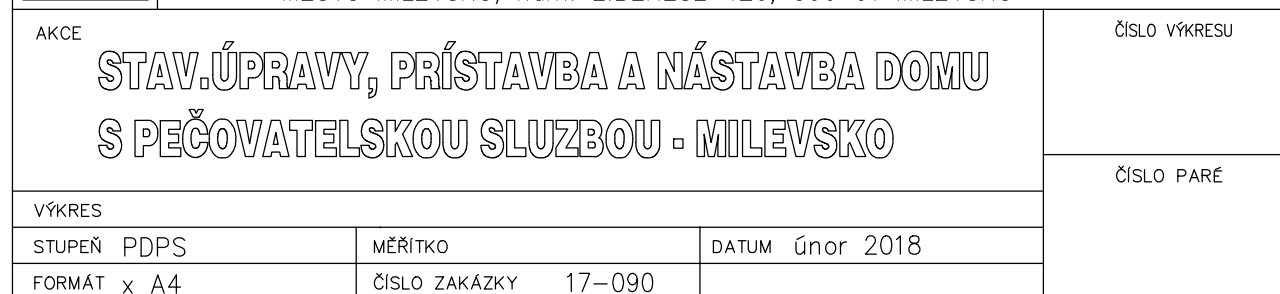 AKCE
STAV.ÚPRAVY, PRÍSTAVBA A NÁSTAVBA DOMU
S PEČOVATELSKOU SLUZBOU - MILEVSKO
ČÍSLO VÝKRESU
ČÍSLO PARÉ
VÝKRES
STUPEŇ PDPS MĚŘÍTKO DATUM únor 2018
FORMÁT x A4 ČÍSLO ZAKÁZKY 17-090